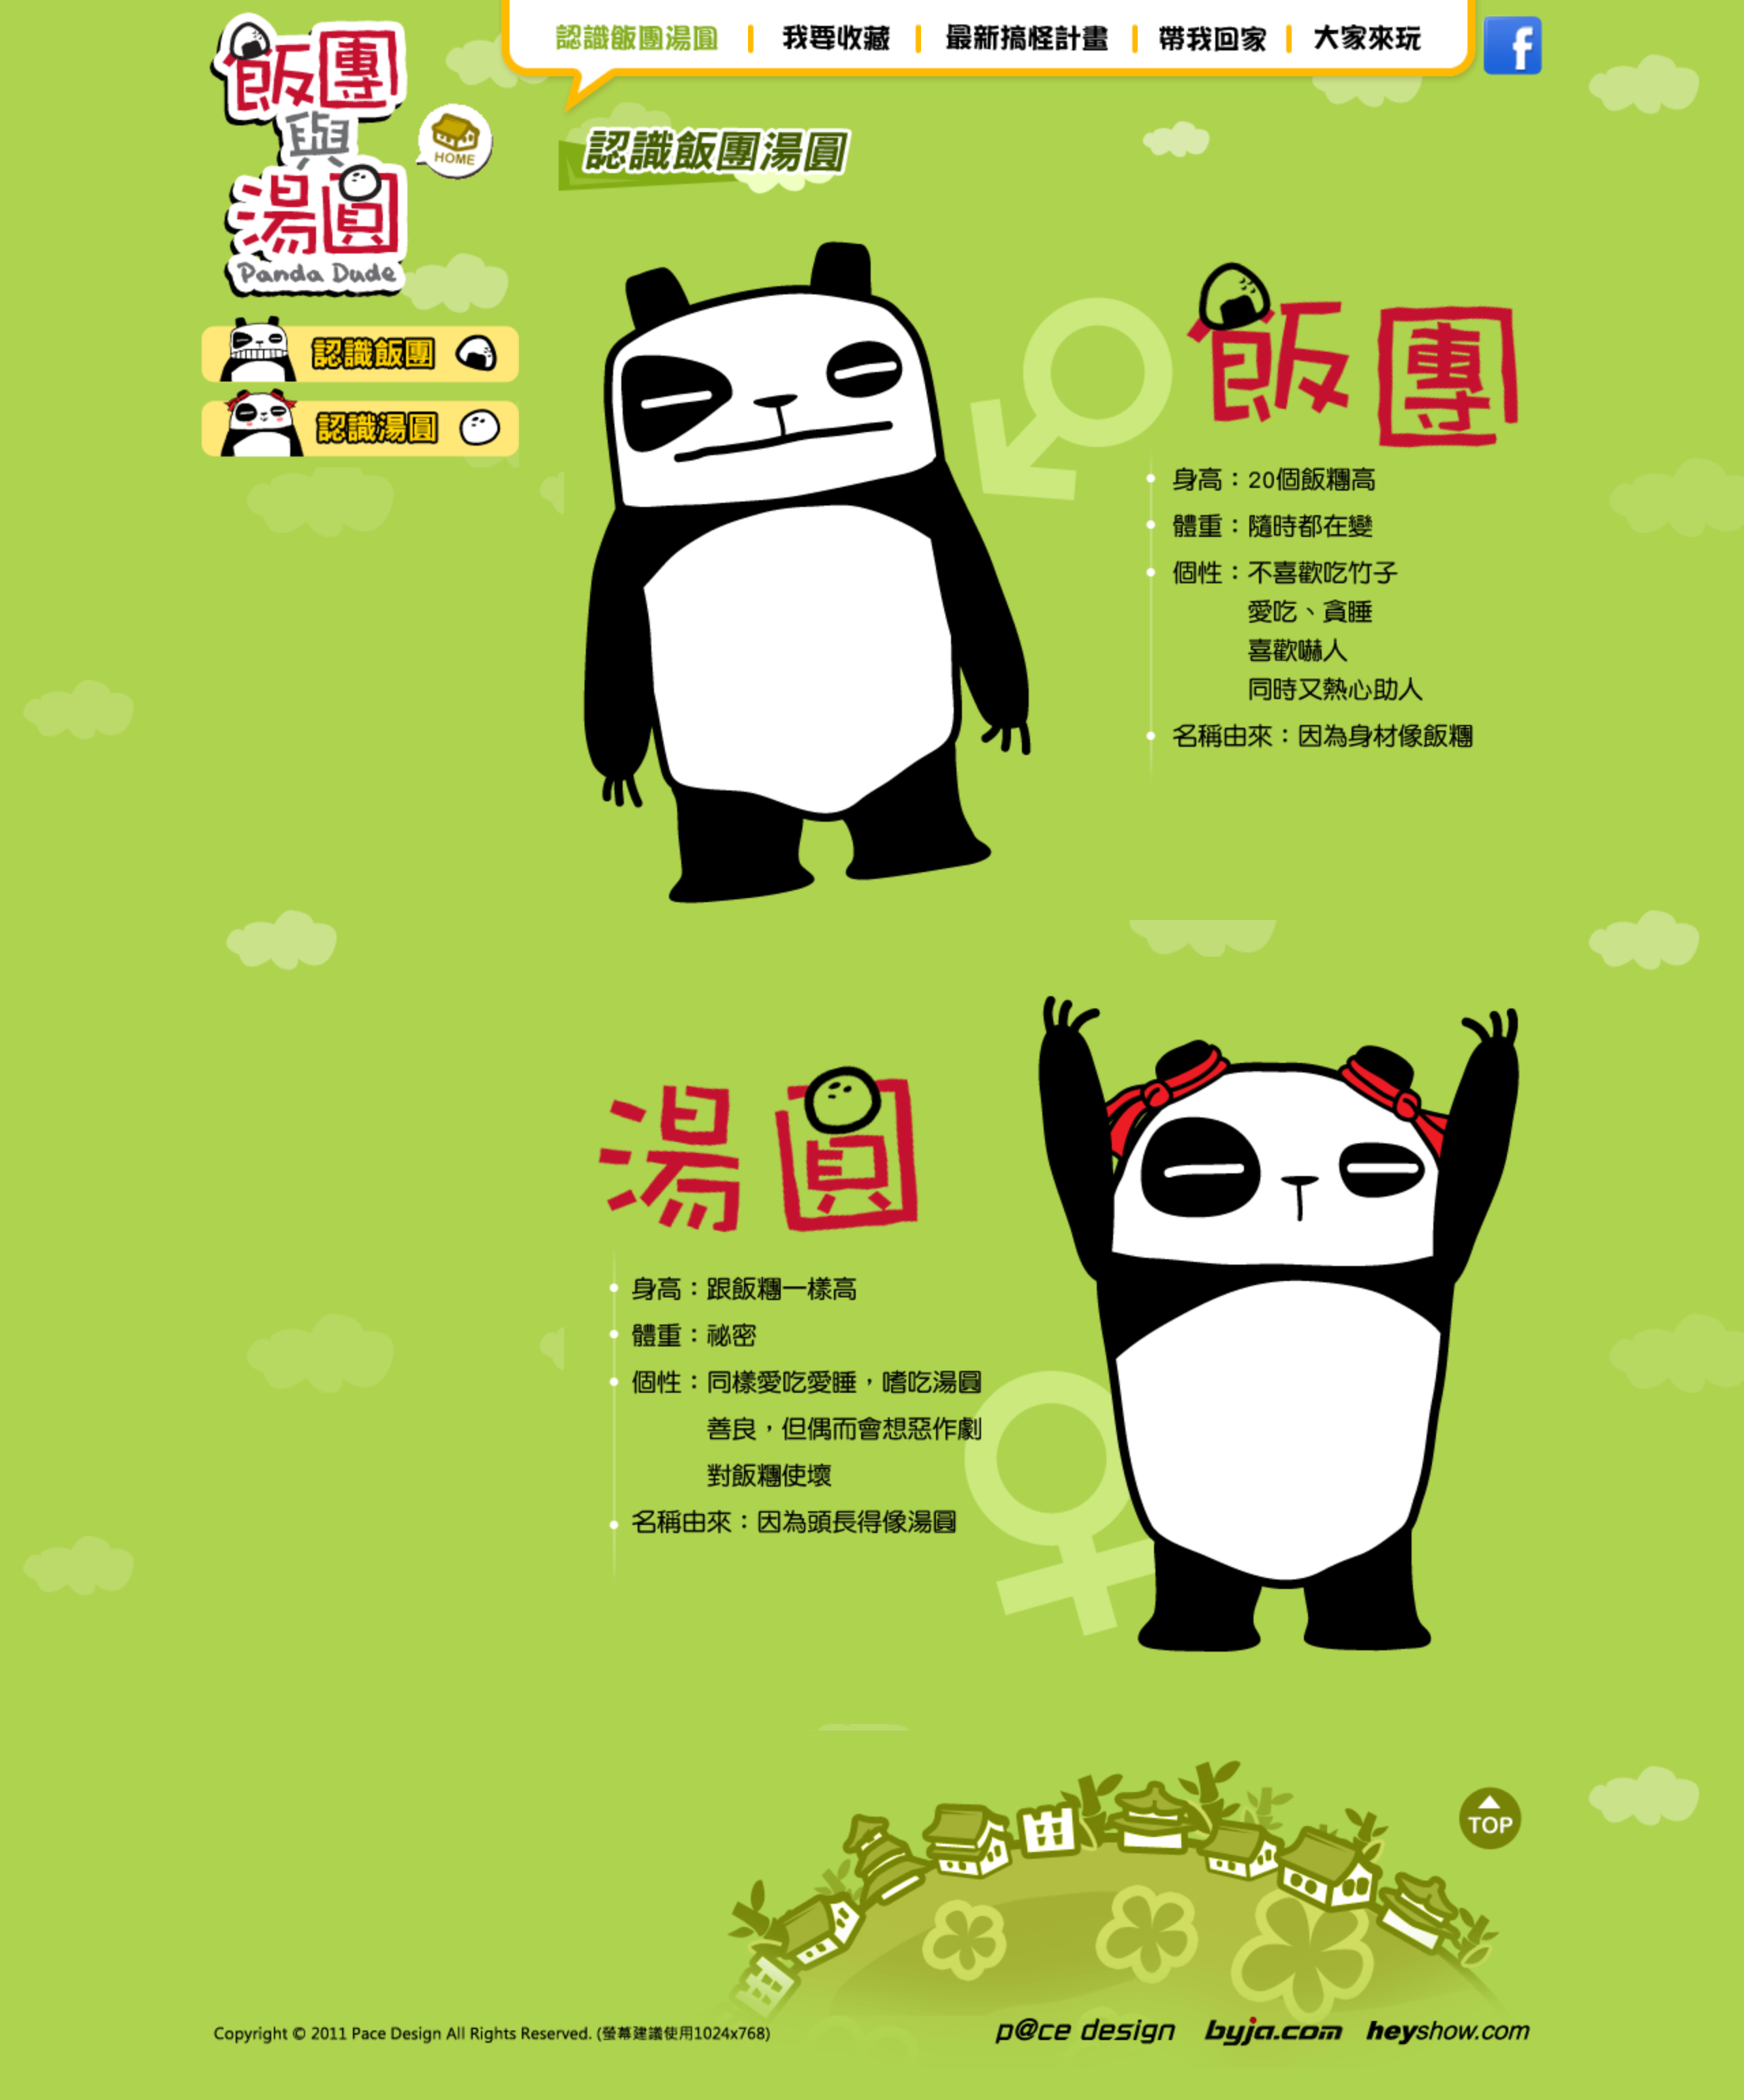 飯團
與
湯圓
Panda Dude
HOME
認識飯團湯圓
我要收藏
最新搞怪計畫
帶我回家
大家來玩
f
認識飯團湯圓
認識飯團
認識湯圓
飯團
身高：20個飯糰高
體重：隨時都在變
個性：不喜歡吃竹子
愛吃、貪睡
喜歡嚇人
同時又熱心助人
名稱由來：因為身材像飯糰
湯圓
身高：跟飯糰一樣高
體重：祕密
個性：同樣愛吃愛睡，嗜吃湯圓
善良，但偶而會想惡作劇
對飯糰使壞
名稱由來：因為頭長得像湯圓
TOP
Copyright © 2011 Pace Design All Rights Reserved. (螢幕建議使用1024x768)
p@ce design
byja.com
heyshow.com